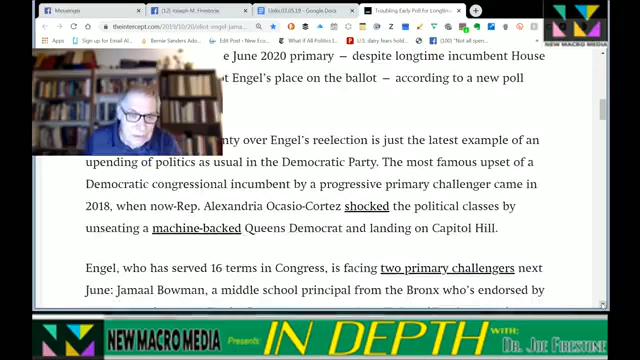 Messenger
(2) Joseph M. Firestone
Links 03.05.19 - Google Docs
Troubling Early Poll for Longtim
theintercept.com/2019/10/20/eliot-engel-jamaa
NEW MACRO MEDIA
Apps
Sign up for Email Al
Bernie Sanders Ado
What If All Politics I
U.S. dairy fears hold
(3) "Not all open
e June 2020 primary — despite longtime incumbent House
t Engel's place on the ballot — according to a new poll
nty over Engel's reelection is just the latest example of an
upending of politics as usual in the Democratic Party. The most famous upset of a
Democratic congressional incumbent by a progressive primary challenger came in
2018, when now-Rep. Alexandria Ocasio-Cortez shocked the political classes by
unseating a machine-backed Queens Democrat and landing on Capitol Hill.
Engel, who has served 16 terms in Congress, is facing two primary challengers next
June: Jamaal Bowman, a middle school principal from the Bronx who's endorsed by
NEW MACRO MEDIA Presents: IN DEPTH WITH:
DR. JOE FIRESTONE